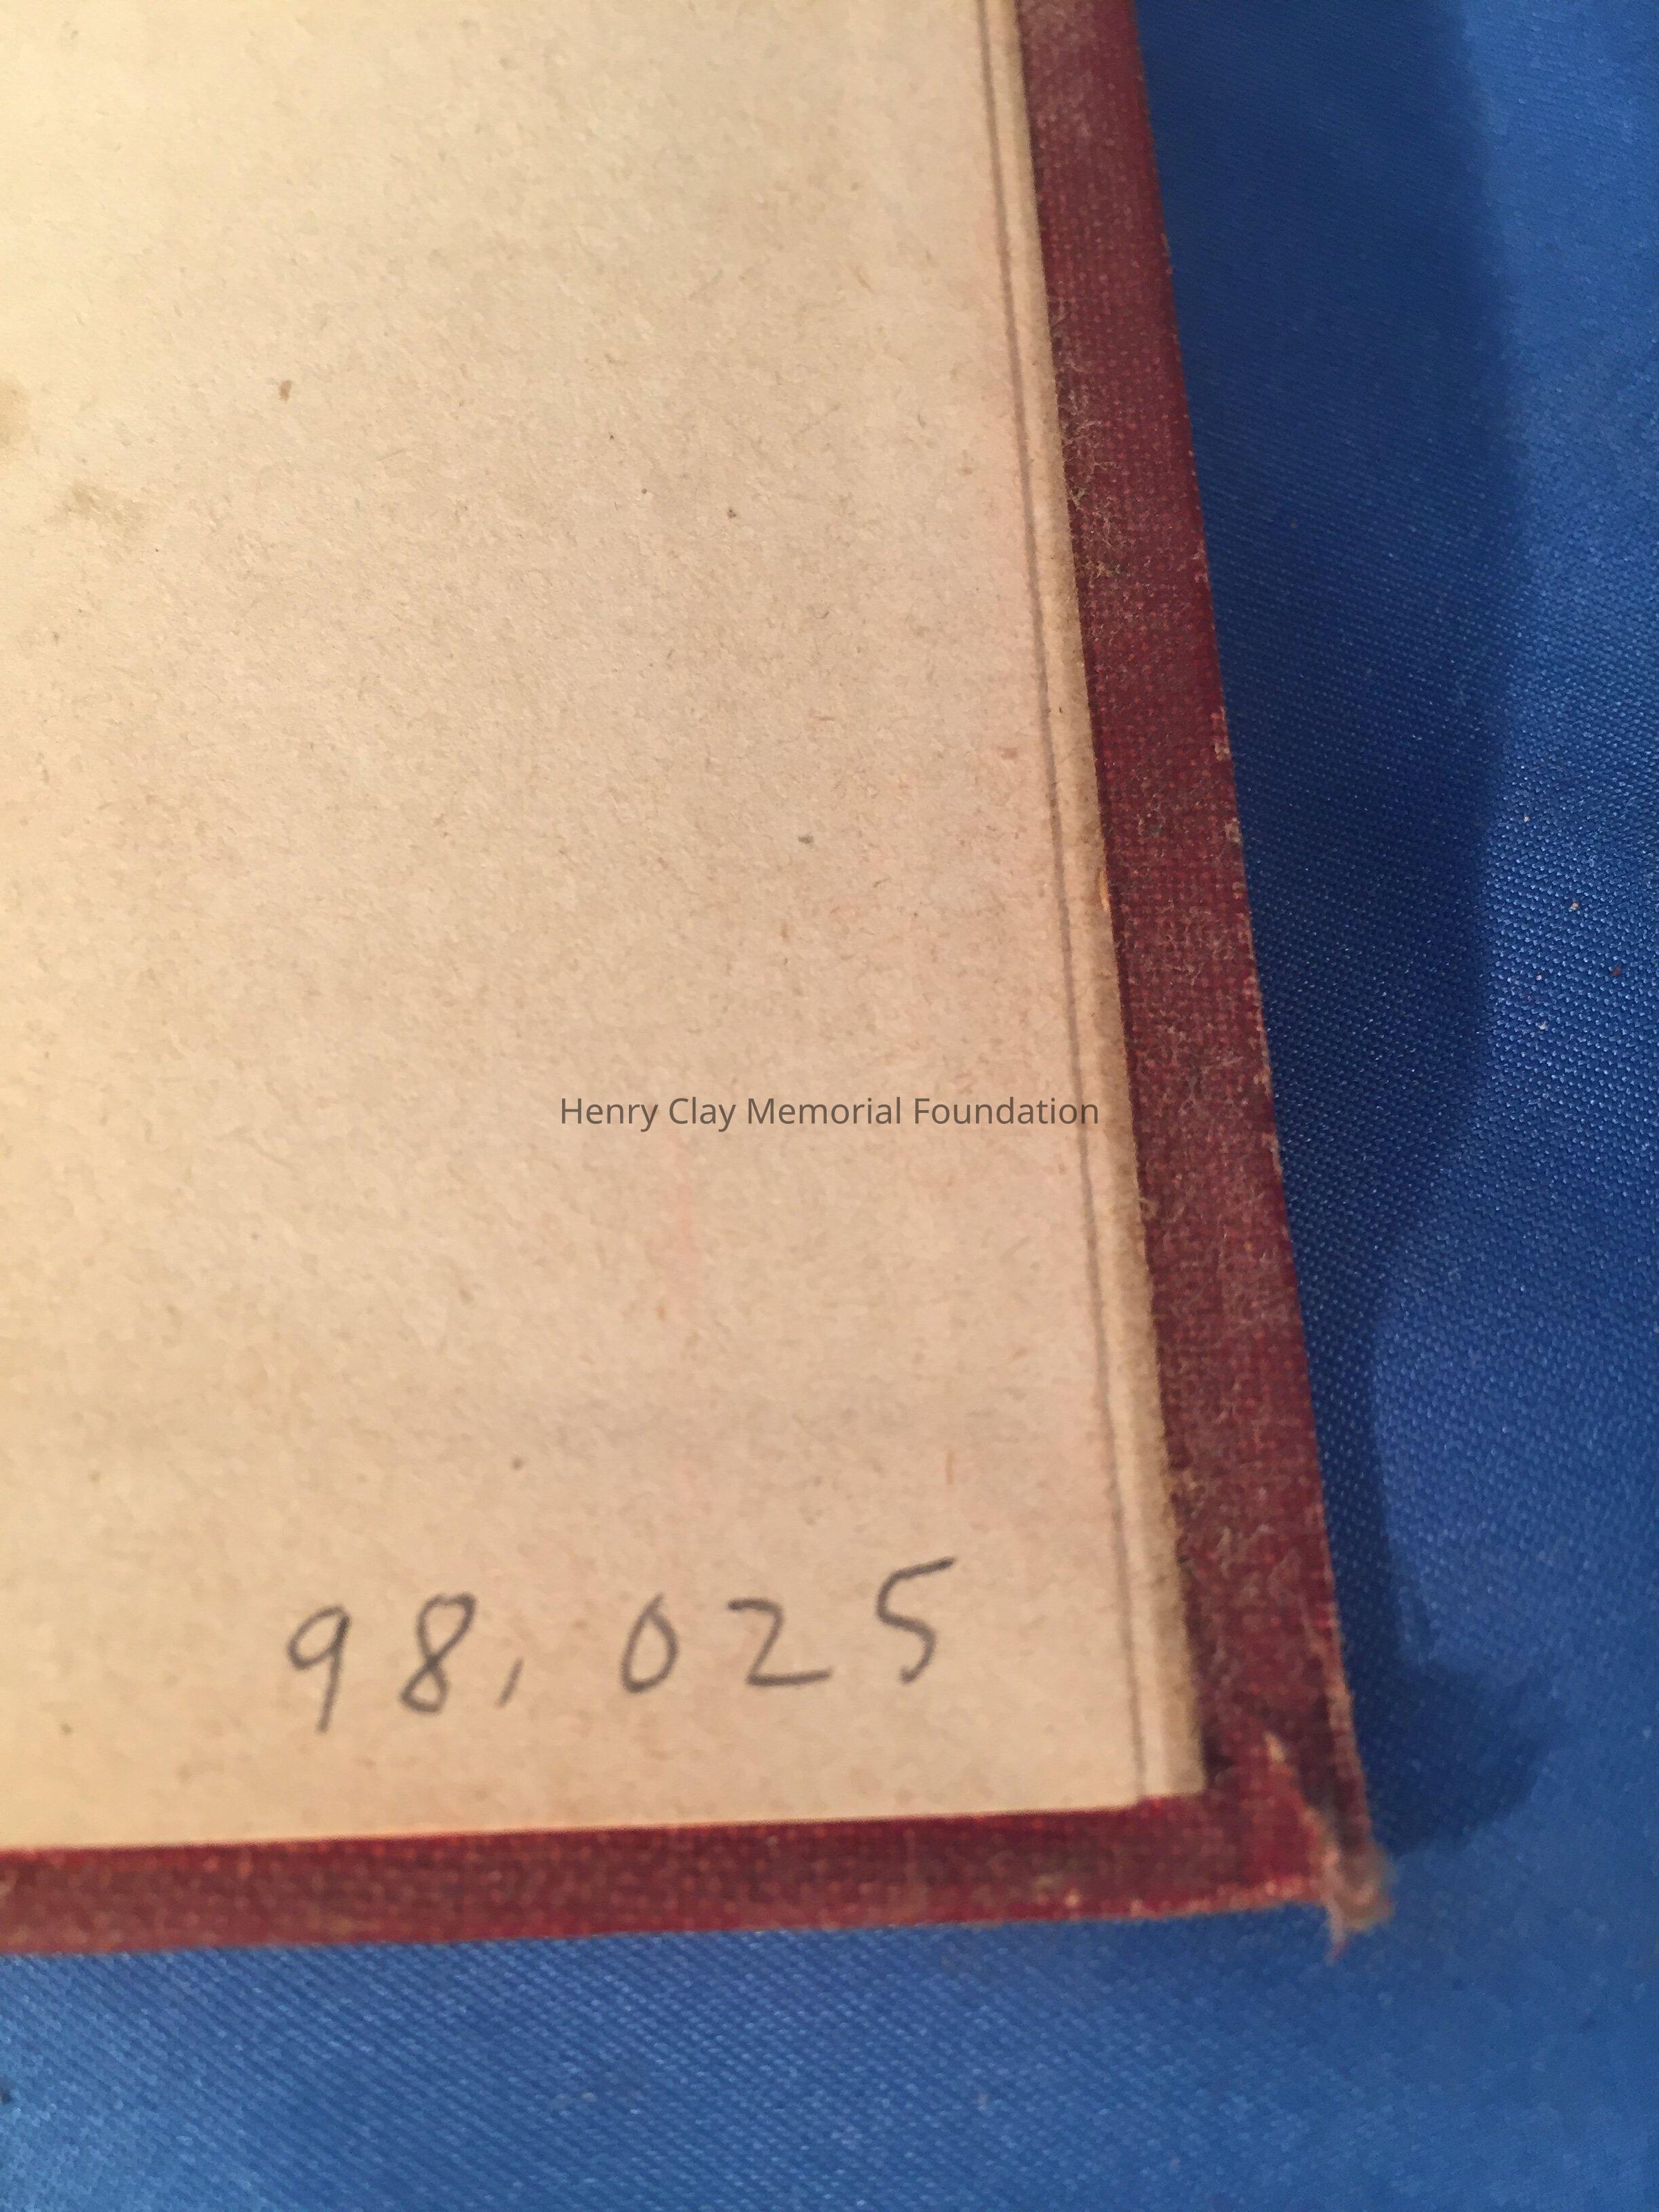 Henry Clay Memorial Foundation
98, 025